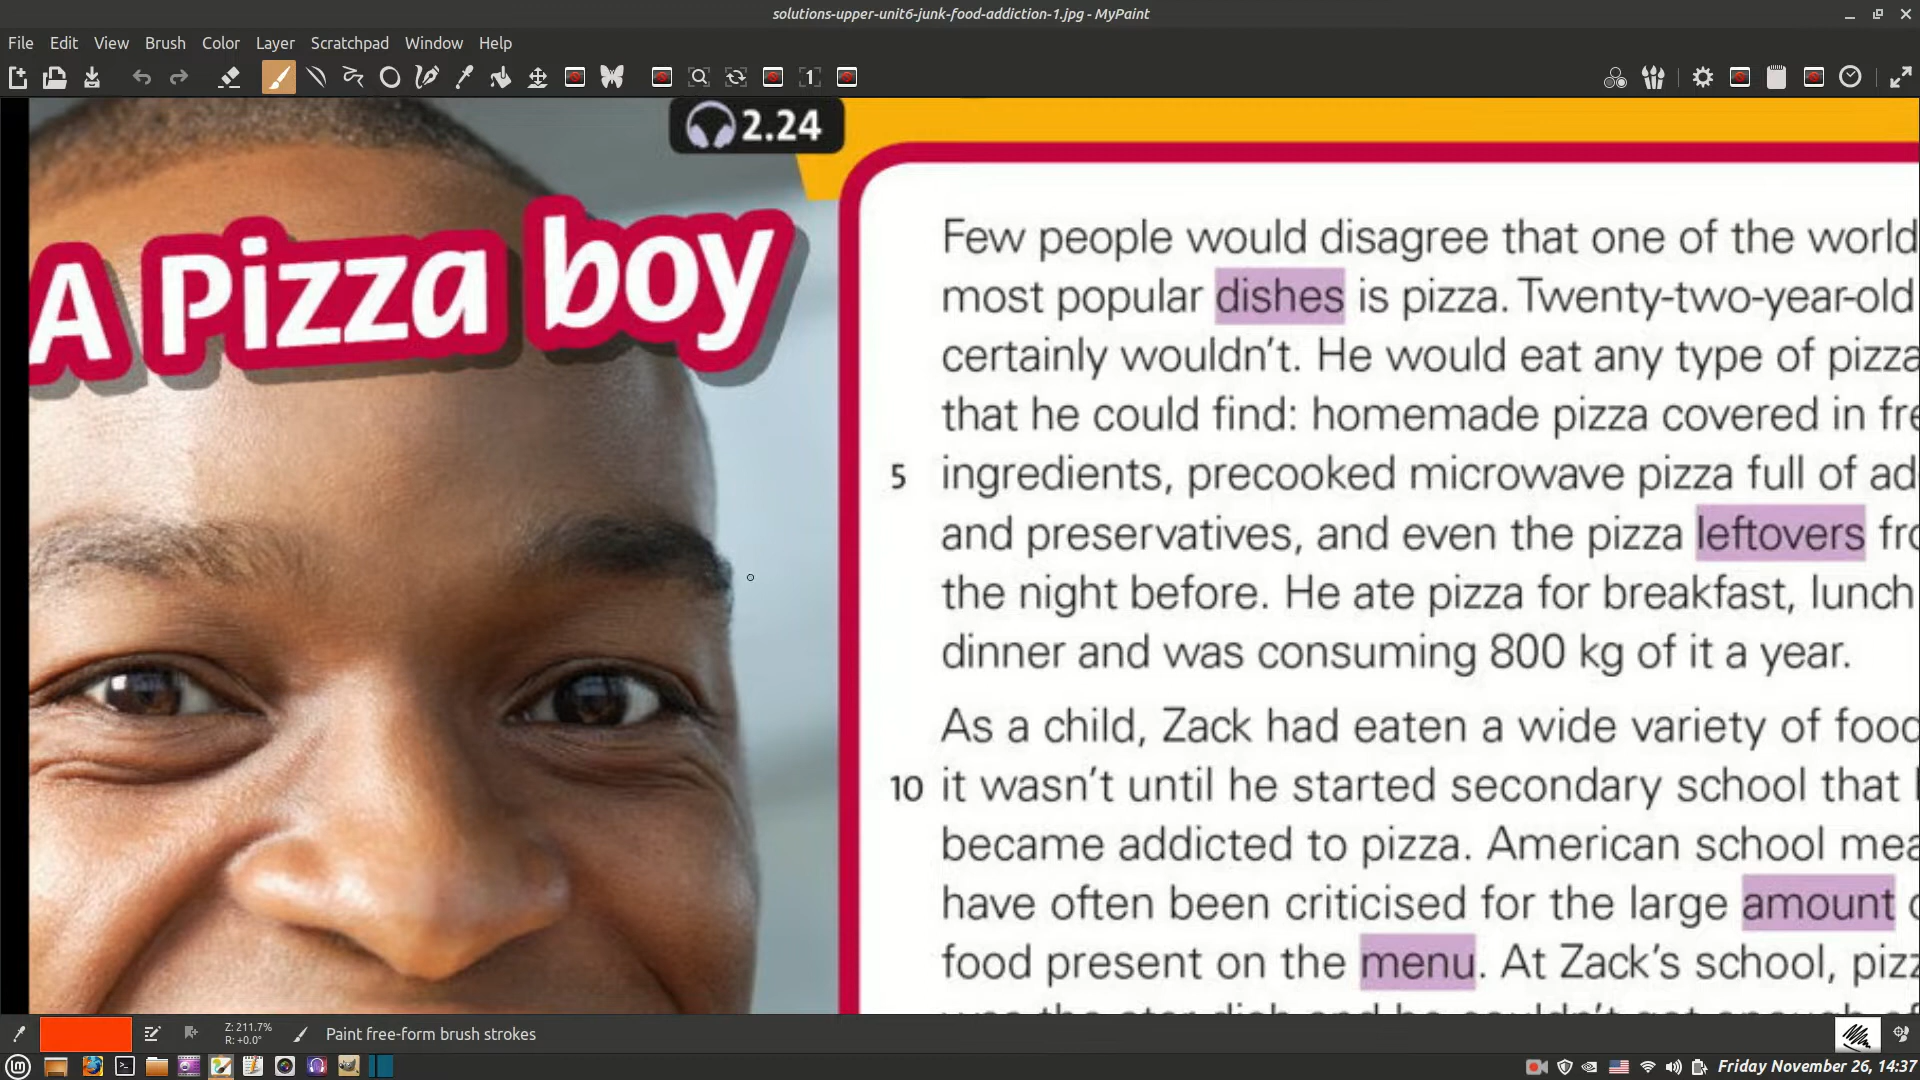 solutions-upper-unit6-junk-food-addiction-1.jpg - MyPaint
File Edit View Brush Color Layer Scratchpad Window Help
2.24
A Pizza boy
Few people would disagree that one of the world
most popular dishes is pizza. Twenty-two-year-old
certainly wouldn't. He would eat any type of pizza
that he could find: homemade pizza covered in fre
5 ingredients, precooked microwave pizza full of ad
and preservatives, and even the pizza leftovers fro
the night before. He ate pizza for breakfast, lunch
dinner and was consuming 800 kg of it a year.
As a child, Zack had eaten a wide variety of food
10 it wasn't until he started secondary school that
became addicted to pizza. American school mea
have often been criticised for the large amount
food present on the menu. At Zack's school, pizz
Z: 211.7%
R: +0.0°
Paint free-form brush strokes
Friday November 26, 14:37